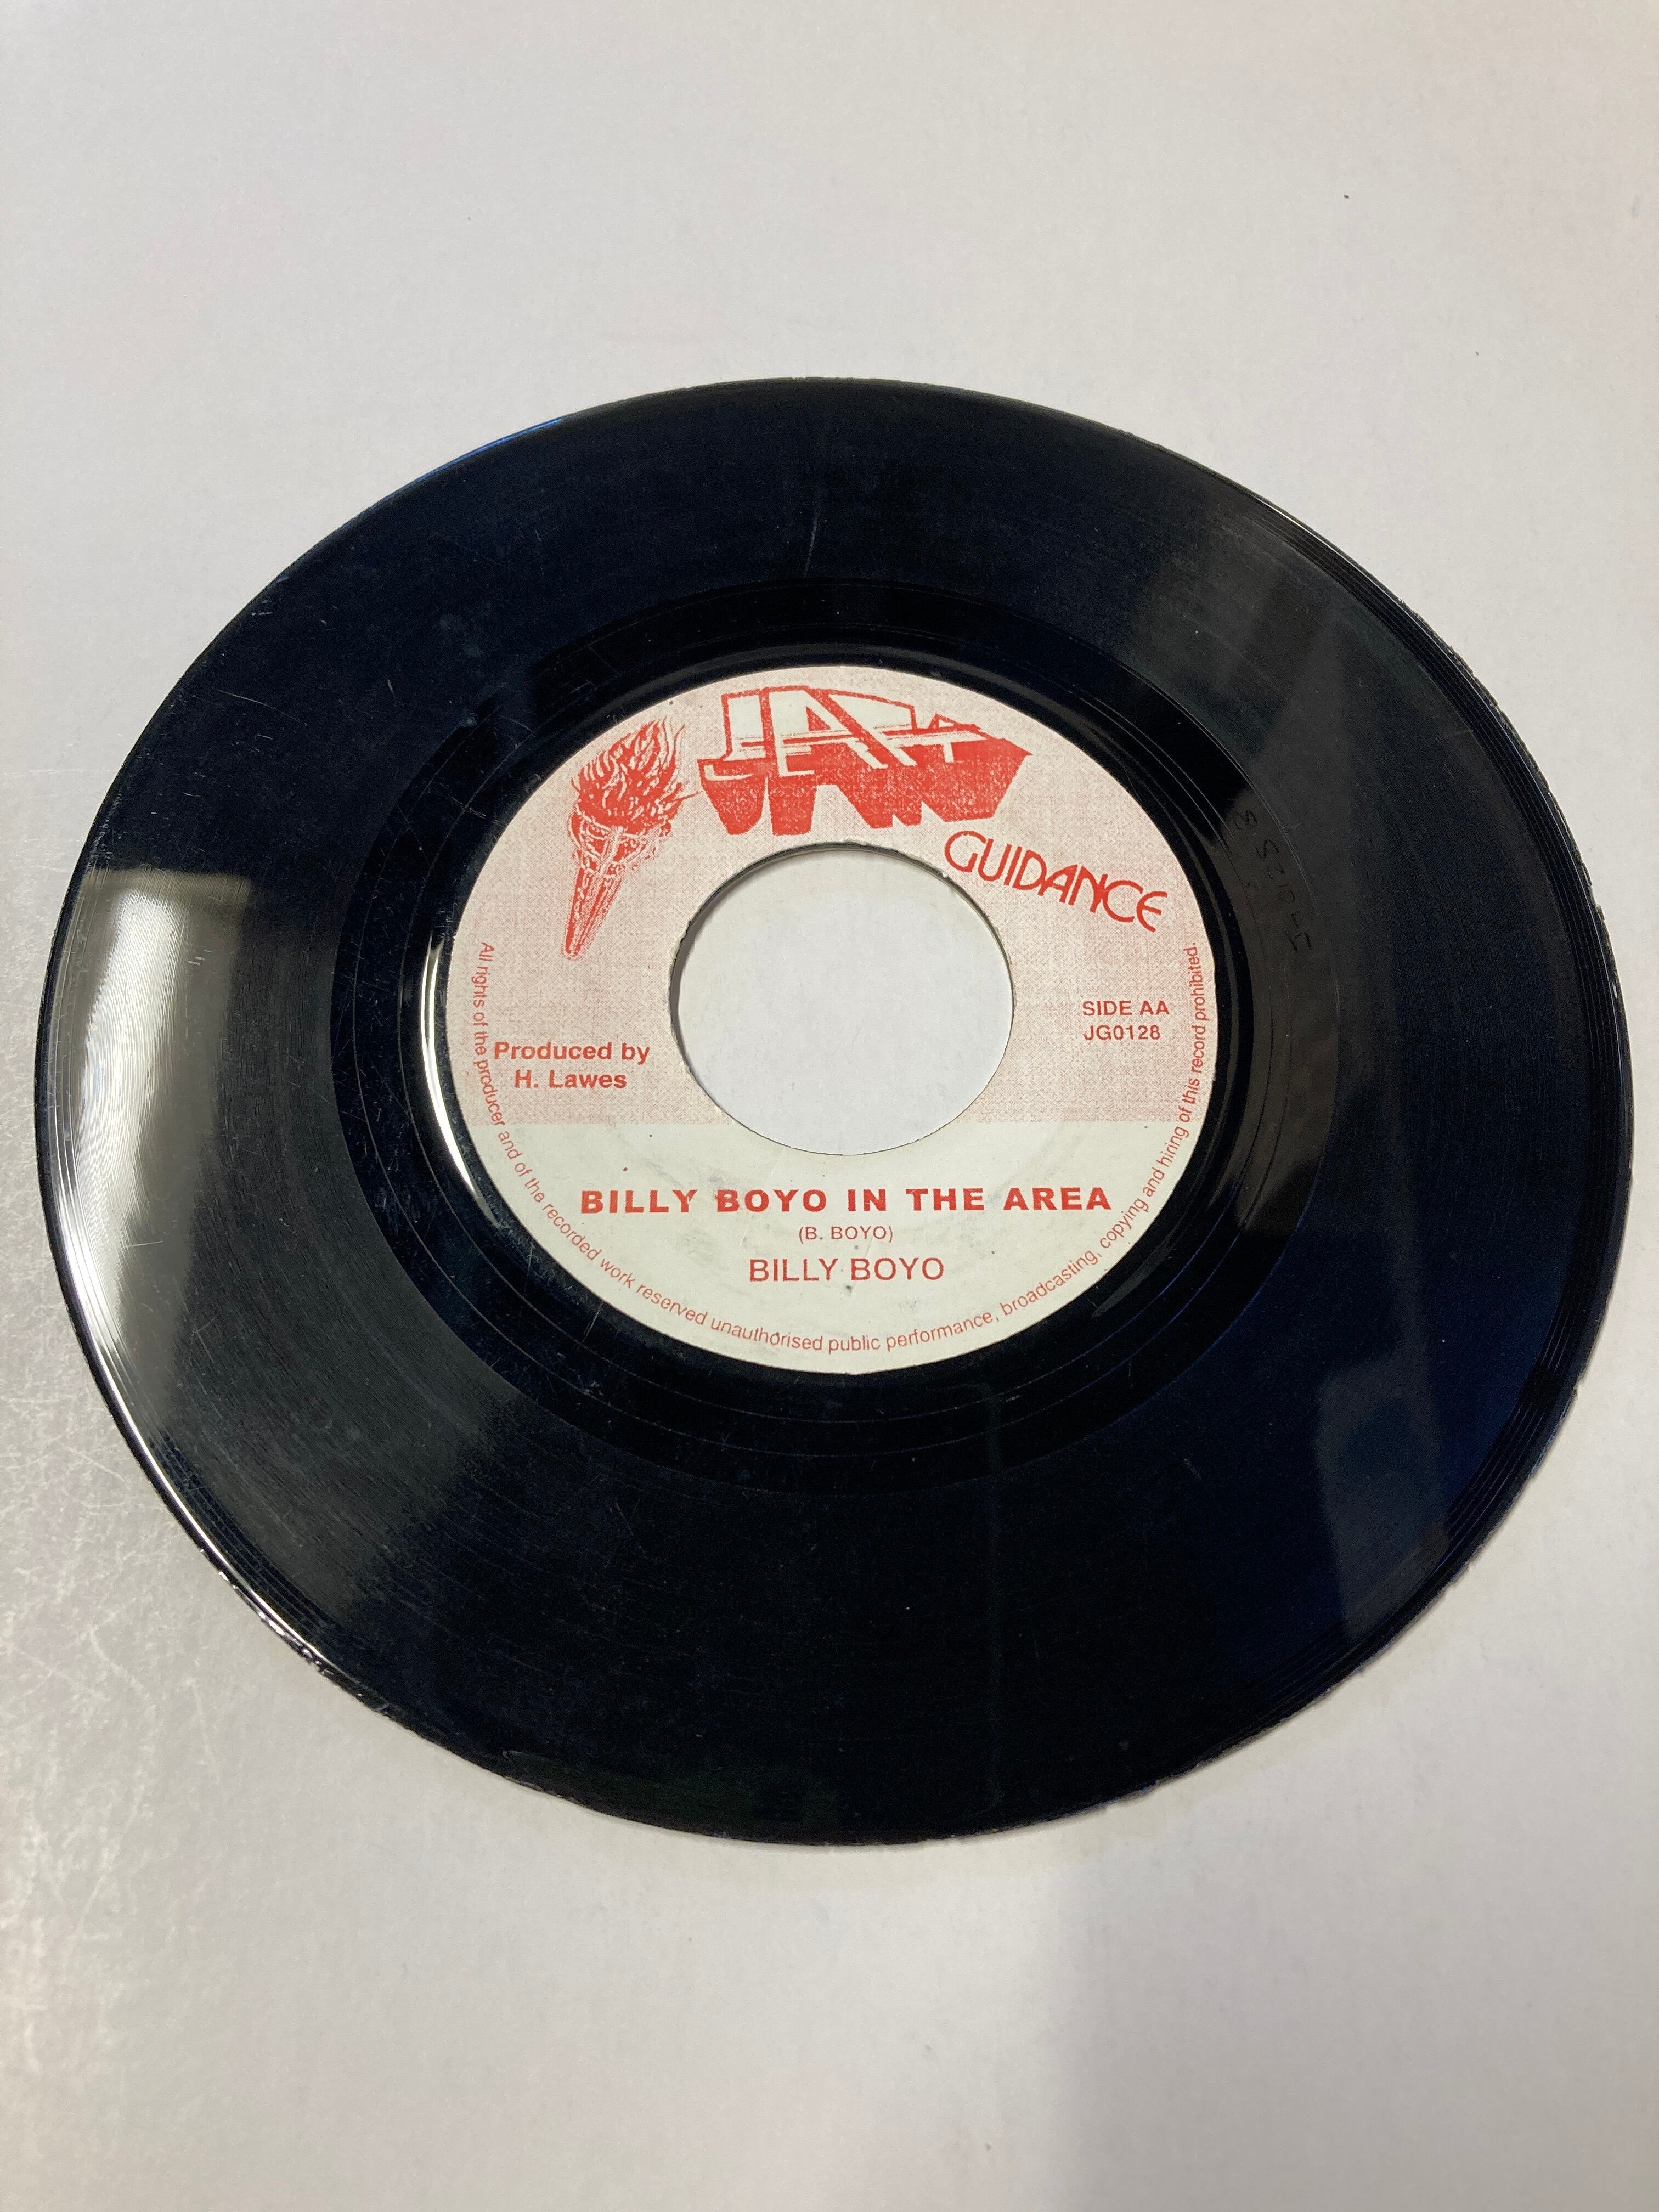 JAH
GUIDANCE
SIDE AA
JG0128
Produced by
H. Lawes
BILLY BOYO IN THE AREA
(B. BOYO)
BILLY BOYO
All rights of the producer and of the recorded work reserved unauthorised public performance, broadcasting, copying and hiring of this record prohibited.